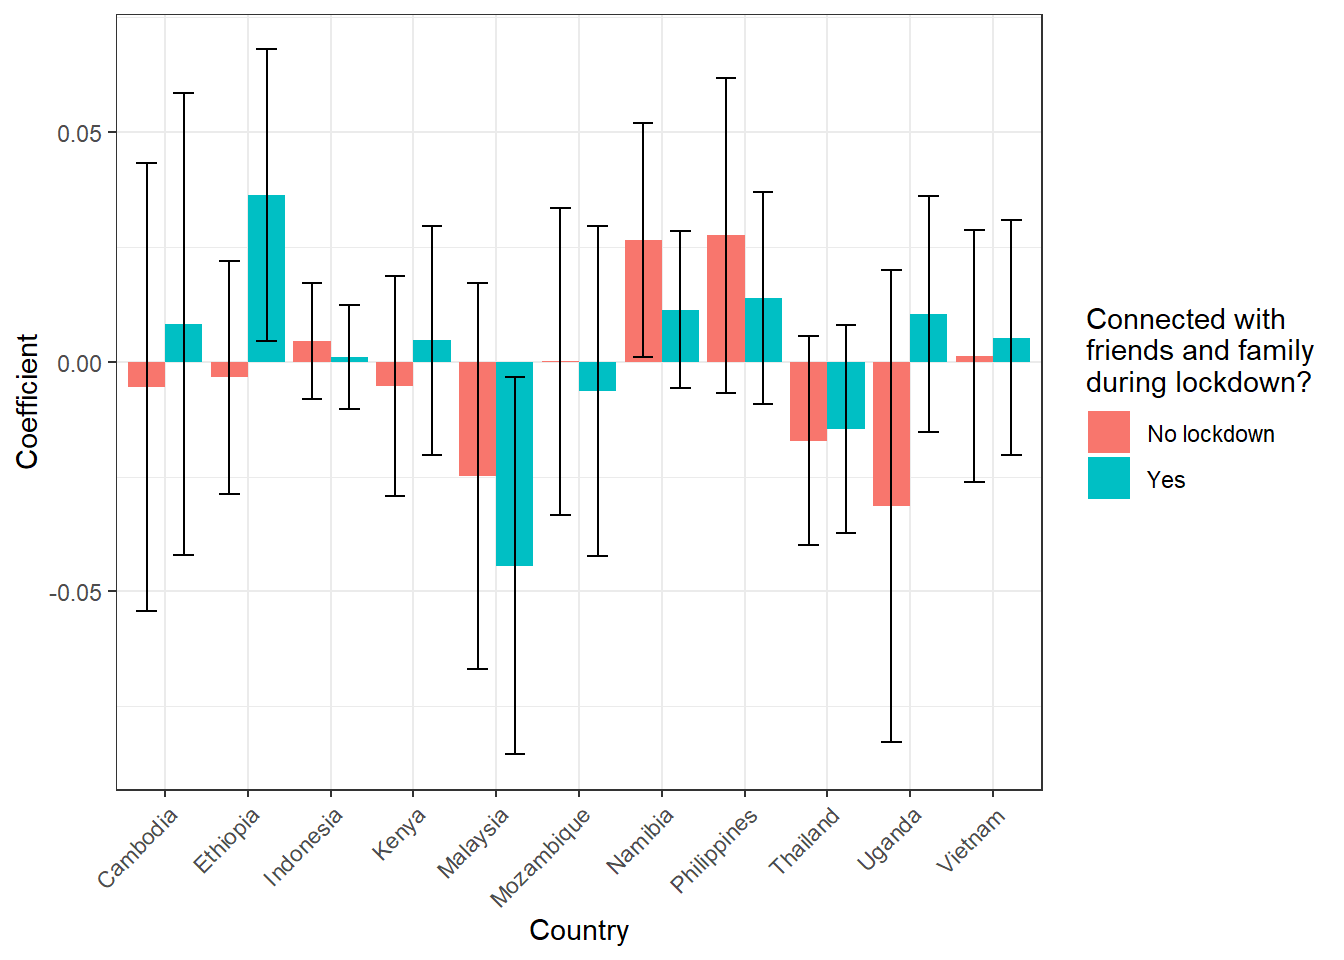 0.05
0.00
-0.05
Coefficient
Cambodia
Ethiopia
Indonesia
Kenya
Malaysia
Mozambique
Namibia
Philippines
Thailand
Uganda
Vietnam
Country
Connected with
friends and family
during lockdown?
No lockdown
Yes